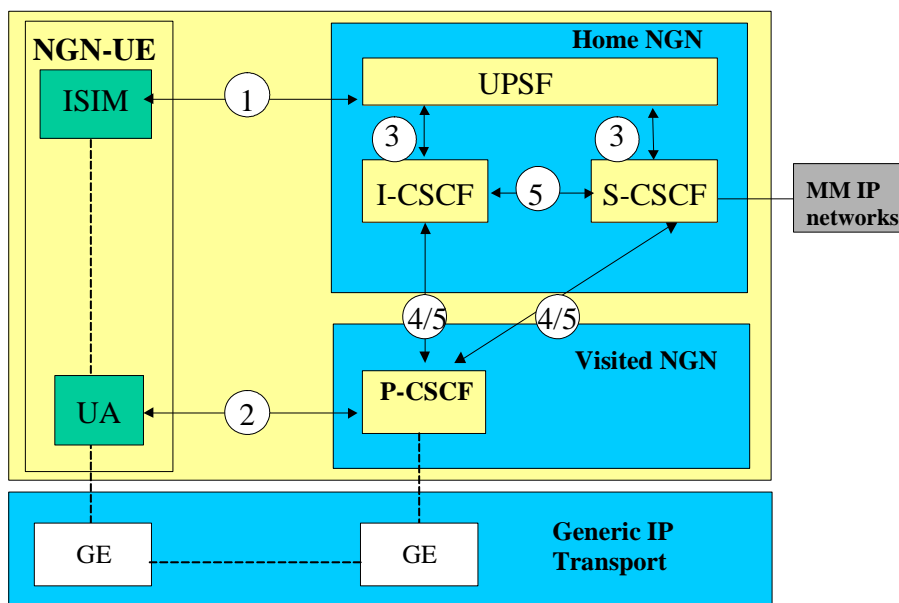 Home NGN
NGN-UE
ISIM
1
UPSF
3
3
I-CSCF
5
S-CSCF
MM IP
networks
4/5
4/5
Visited NGN
P-CSCF
UA
2
GE
GE
Generic IP
Transport